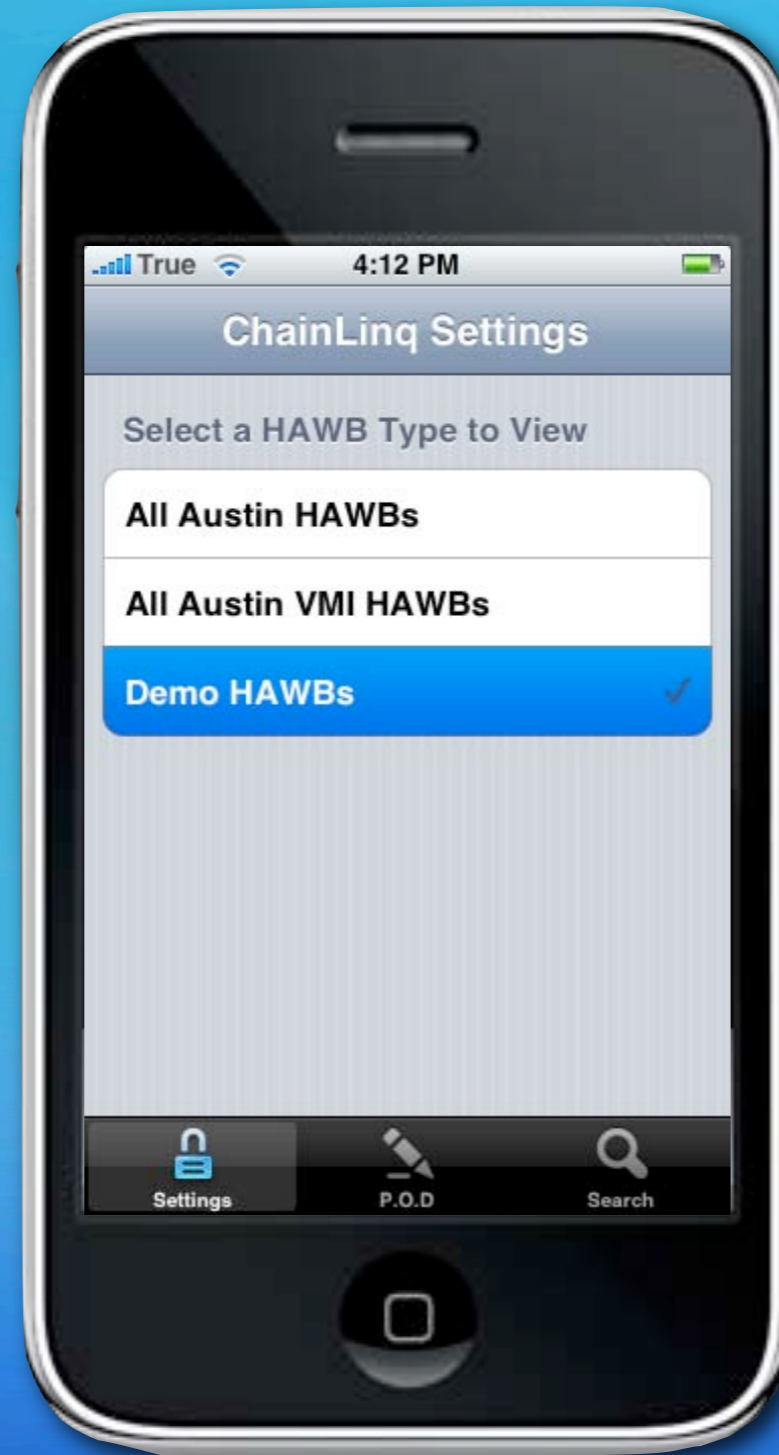 True 4:12 PM
ChainLinq Settings
Select a HAWB Type to View
All Austin HAWBs
All Austin VMI HAWBs
Demo HAWBs
Settings P.O.D Search